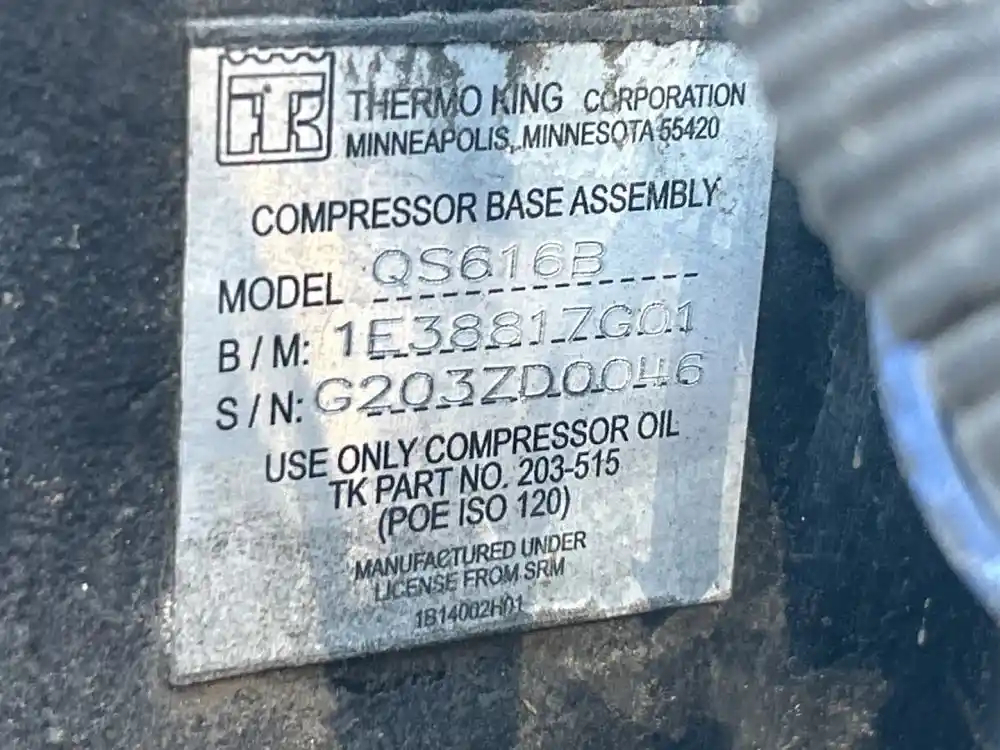 TK
THERMO KING CORPORATION
MINNEAPOLIS, MINNESOTA 55420
COMPRESSOR BASE ASSEMBLY
MODEL QS616B
B/M: 1E38817G01
S/N: G203ZD0046
USE ONLY COMPRESSOR OIL
TK PART NO. 203-515
(POE ISO 120)
MANUFACTURED UNDER
LICENSE FROM SRM
1B14002H01